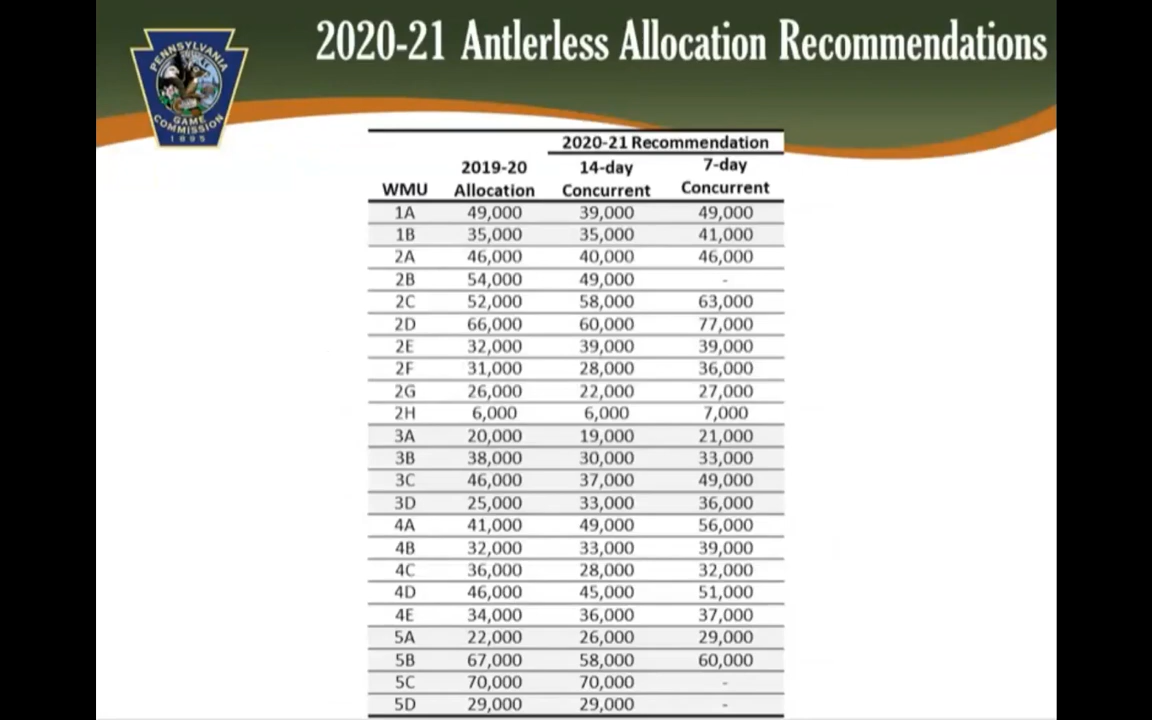 2020-21 Antlerless Allocation Recommendations
PENNSYLVANIA
GAME
COMMISSION
1895
2020-21 Recommendation
2019-20 14-day 7-day
WMU Allocation Concurrent Concurrent
1A 49,000 39,000 49,000
1B 35,000 35,000 41,000
2A 46,000 40,000 46,000
2B 54,000 49,000 -
2C 52,000 58,000 63,000
2D 66,000 60,000 77,000
2E 32,000 39,000 39,000
2F 31,000 28,000 36,000
2G 26,000 22,000 27,000
2H 6,000 6,000 7,000
3A 20,000 19,000 21,000
3B 38,000 30,000 33,000
3C 46,000 37,000 49,000
3D 25,000 33,000 36,000
4A 41,000 49,000 56,000
4B 32,000 33,000 39,000
4C 36,000 28,000 32,000
4D 46,000 45,000 51,000
4E 34,000 36,000 37,000
5A 22,000 26,000 29,000
5B 67,000 58,000 60,000
5C 70,000 70,000 -
5D 29,000 29,000 -